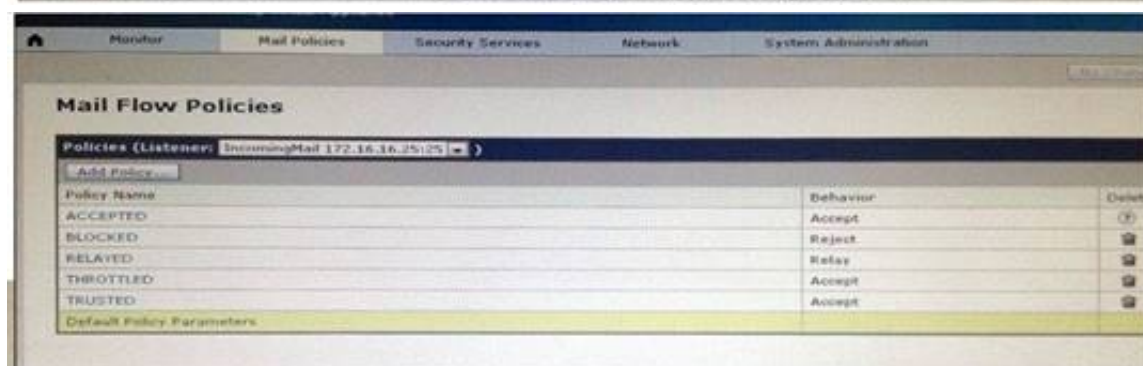 Monitor Mail Policies Security Services Network System Administration
Mail Flow Policies
Policies (Listener: IncomingMail 172.16.16.25:25 )
Add Policy...
Policy Name Behavior Delet
ACCEPTED Accept
BLOCKED Reject
RELAYED Relay
THROTTLED Accept
TRUSTED Accept
Default Policy Parameters